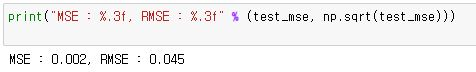 print("MSE : %.3f, RMSE : %.3f" % (test_mse, np.sqrt(test_mse)))
MSE : 0.002, RMSE : 0.045